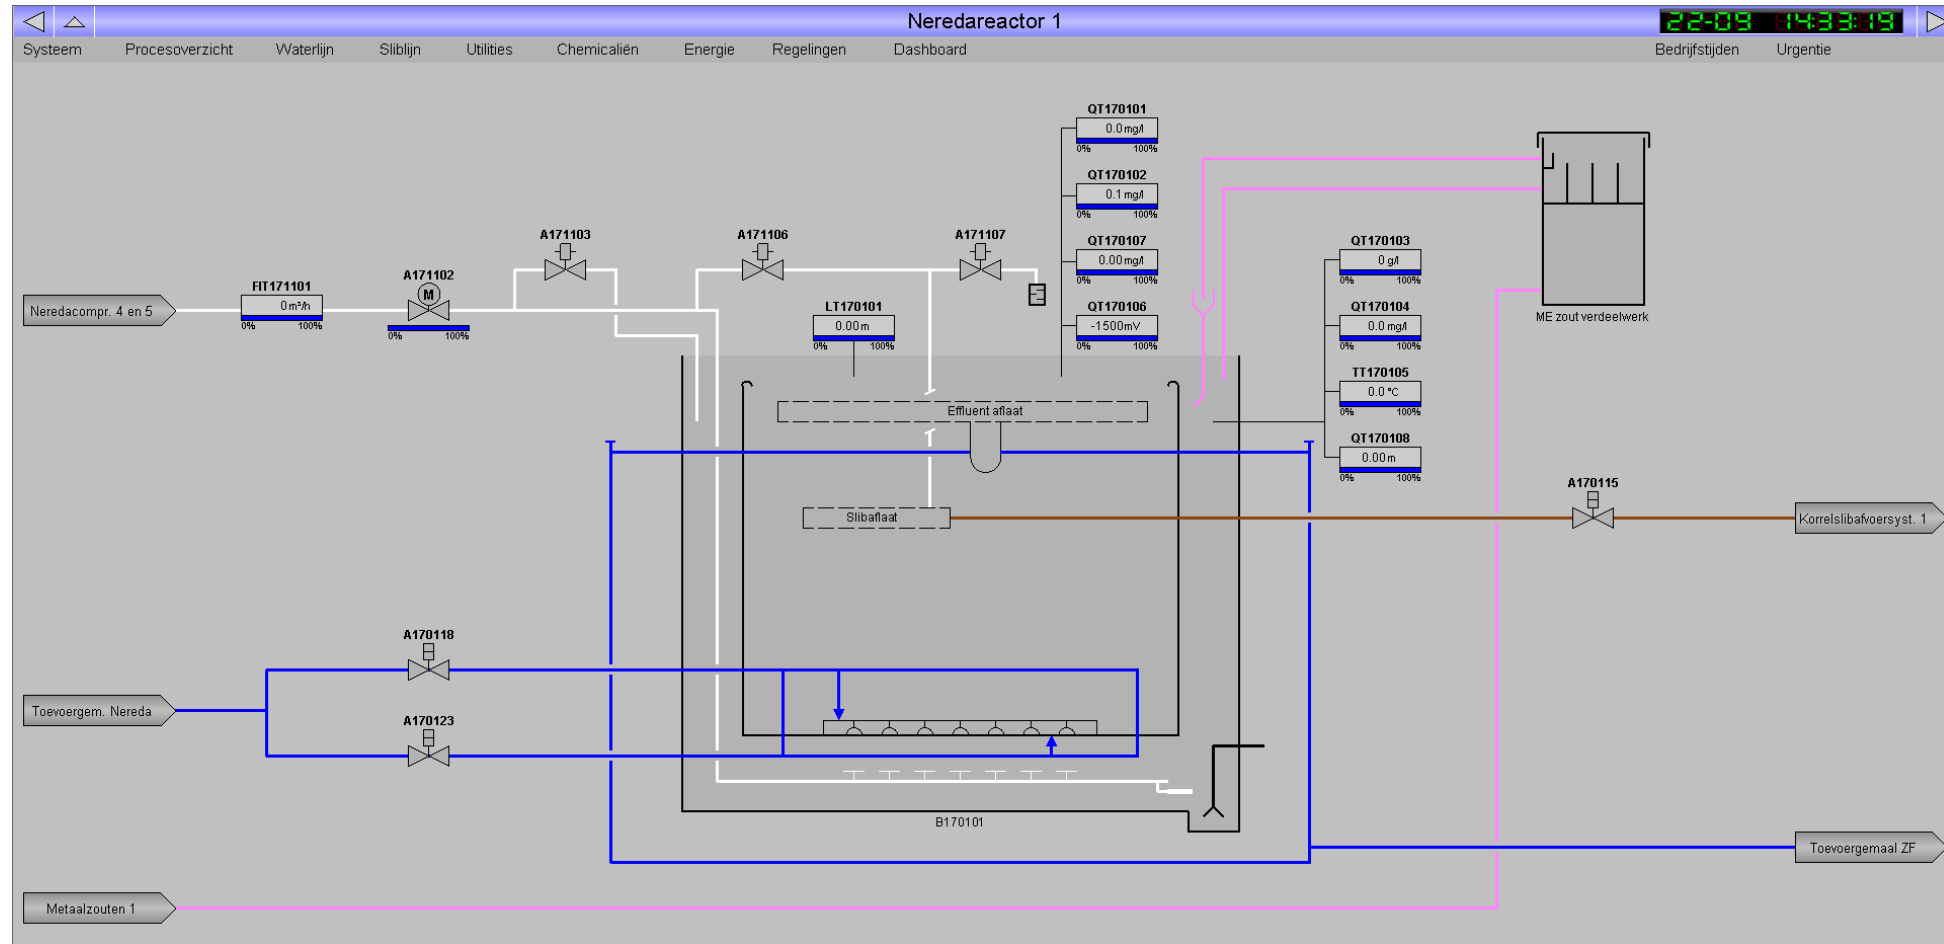 Neredareactor 1
22-09 14:33:19
Systeem Procesoverzicht Waterlijn Sliblijn Utilities Chemicaliën Energie Regelingen Dashboard Bedrijfstijden Urgentie
QT170101
0.0 mg/l
0% 100%
QT170102
0.1 mg/l
0% 100%
QT170107
0.00 mg/l
0% 100%
QT170106
-1500mV
0% 100%
A171103
A171106
A171107
A171102
M
0% 100%
FIT171101
0 m³/h
0% 100%
Neredacompr. 4 en 5
LT170101
0.00 m
0% 100%
QT170103
0 g/l
0% 100%
QT170104
0.0 mg/l
0% 100%
TT170105
0.0 °C
0% 100%
QT170108
0.00 m
0% 100%
ME zout verdeelwerk
Effluent aflaat
Slibaflaat
A170115
Korrelslibafvoersyst. 1
A170118
Toevoergem. Nereda
A170123
B170101
Toevoergemaal ZF
Metaalzouten 1